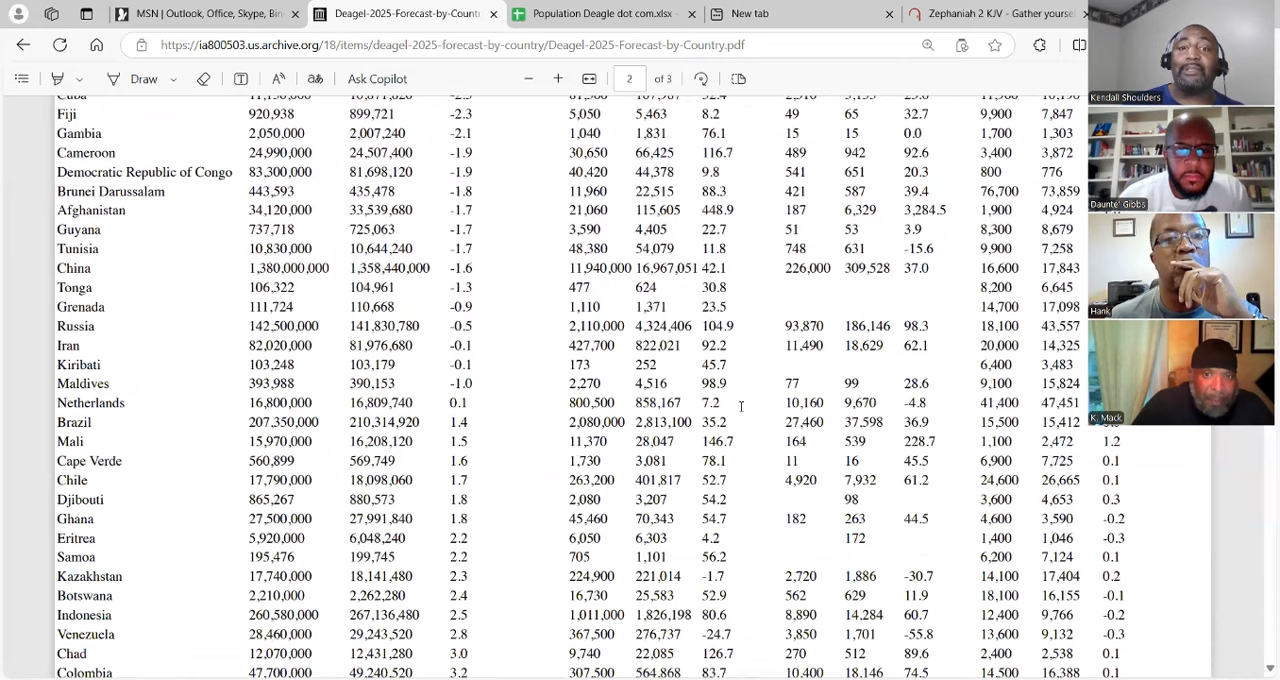 MSN | Outlook, Office, Skype, Bin
Deagel-2025-Forecast-by-Countr
Population Deagle dot com.xlsx
New tab
Zephaniah 2 KJV - Gather yoursel
https://ia800503.us.archive.org/18/items/deagel-2025-forecast-by-country/Deagel-2025-Forecast-by-Country.pdf
Draw Ask Copilot 2 of 3
Fiji 920,938 899,721 -2.3 5,050 5,463 8.2 49 65 32.7 9,900 7,847
Gambia 2,050,000 2,007,240 -2.1 1,040 1,831 76.1 15 15 0.0 1,700 1,303
Cameroon 24,990,000 24,507,400 -1.9 30,650 66,425 116.7 489 942 92.6 3,400 3,872
Democratic Republic of Congo 83,300,000 81,698,120 -1.9 40,420 44,378 9.8 541 651 20.3 800 776
Brunei Darussalam 443,593 435,478 -1.8 11,960 22,515 88.3 421 587 39.4 76,700 73,859
Afghanistan 34,120,000 33,539,680 -1.7 21,060 115,605 448.9 187 6,329 3,284.5 1,900 4,924
Guyana 737,718 725,063 -1.7 3,590 4,405 22.7 51 53 3.9 8,300 8,679
Tunisia 10,830,000 10,644,240 -1.7 48,380 54,079 11.8 748 631 -15.6 9,900 7,258
China 1,380,000,000 1,358,440,000 -1.6 11,940,000 16,967,051 42.1 226,000 309,528 37.0 16,600 17,843
Tonga 106,322 104,961 -1.3 477 624 30.8 8,200 6,645
Grenada 111,724 110,668 -0.9 1,110 1,371 23.5 14,700 17,098
Russia 142,500,000 141,830,780 -0.5 2,110,000 4,324,406 104.9 93,870 186,146 98.3 18,100 43,557
Iran 82,020,000 81,976,680 -0.1 427,700 822,021 92.2 11,490 18,629 62.1 20,000 14,325
Kiribati 103,248 103,179 -0.1 173 252 45.7 6,400 3,483
Maldives 393,988 390,153 -1.0 2,270 4,516 98.9 77 99 28.6 9,100 15,824
Netherlands 16,800,000 16,809,740 0.1 800,500 858,167 7.2 10,160 9,670 -4.8 41,400 47,451
Brazil 207,350,000 210,314,920 1.4 2,080,000 2,813,100 35.2 27,460 37,598 36.9 15,500 15,412
Mali 15,970,000 16,208,120 1.5 11,370 28,047 146.7 164 539 228.7 1,100 2,472 1.2
Cape Verde 560,899 569,749 1.6 1,730 3,081 78.1 11 16 45.5 6,900 7,725 0.1
Chile 17,790,000 18,098,060 1.7 263,200 401,817 52.7 4,920 7,932 61.2 24,600 26,665 0.1
Djibouti 865,267 880,573 1.8 2,080 3,207 54.2 98 3,600 4,653 0.3
Ghana 27,500,000 27,991,840 1.8 45,460 70,343 54.7 182 263 44.5 4,600 3,590 -0.2
Eritrea 5,920,000 6,048,240 2.2 6,050 6,303 4.2 172 1,400 1,046 -0.3
Samoa 195,476 199,745 2.2 705 1,101 56.2 6,200 7,124 0.1
Kazakhstan 17,740,000 18,141,480 2.3 224,900 221,014 -1.7 2,720 1,886 -30.7 14,100 17,404 0.2
Botswana 2,210,000 2,262,280 2.4 16,730 25,583 52.9 562 629 11.9 18,100 16,155 -0.1
Indonesia 260,580,000 267,136,480 2.5 1,011,000 1,826,198 80.6 8,890 14,284 60.7 12,400 9,766 -0.2
Venezuela 28,460,000 29,243,520 2.8 367,500 276,737 -24.7 3,850 1,701 -55.8 13,600 9,132 -0.3
Chad 12,070,000 12,431,280 3.0 9,740 22,085 126.7 270 512 89.6 2,400 2,538 0.1
Colombia 47,700,000 49,240,520 3.2 307,500 564,868 83.7 10,400 18,146 74.5 14,500 16,388 0.1
Kendall Shoulders
Daunte' Gibbs
Hank
K. Mack